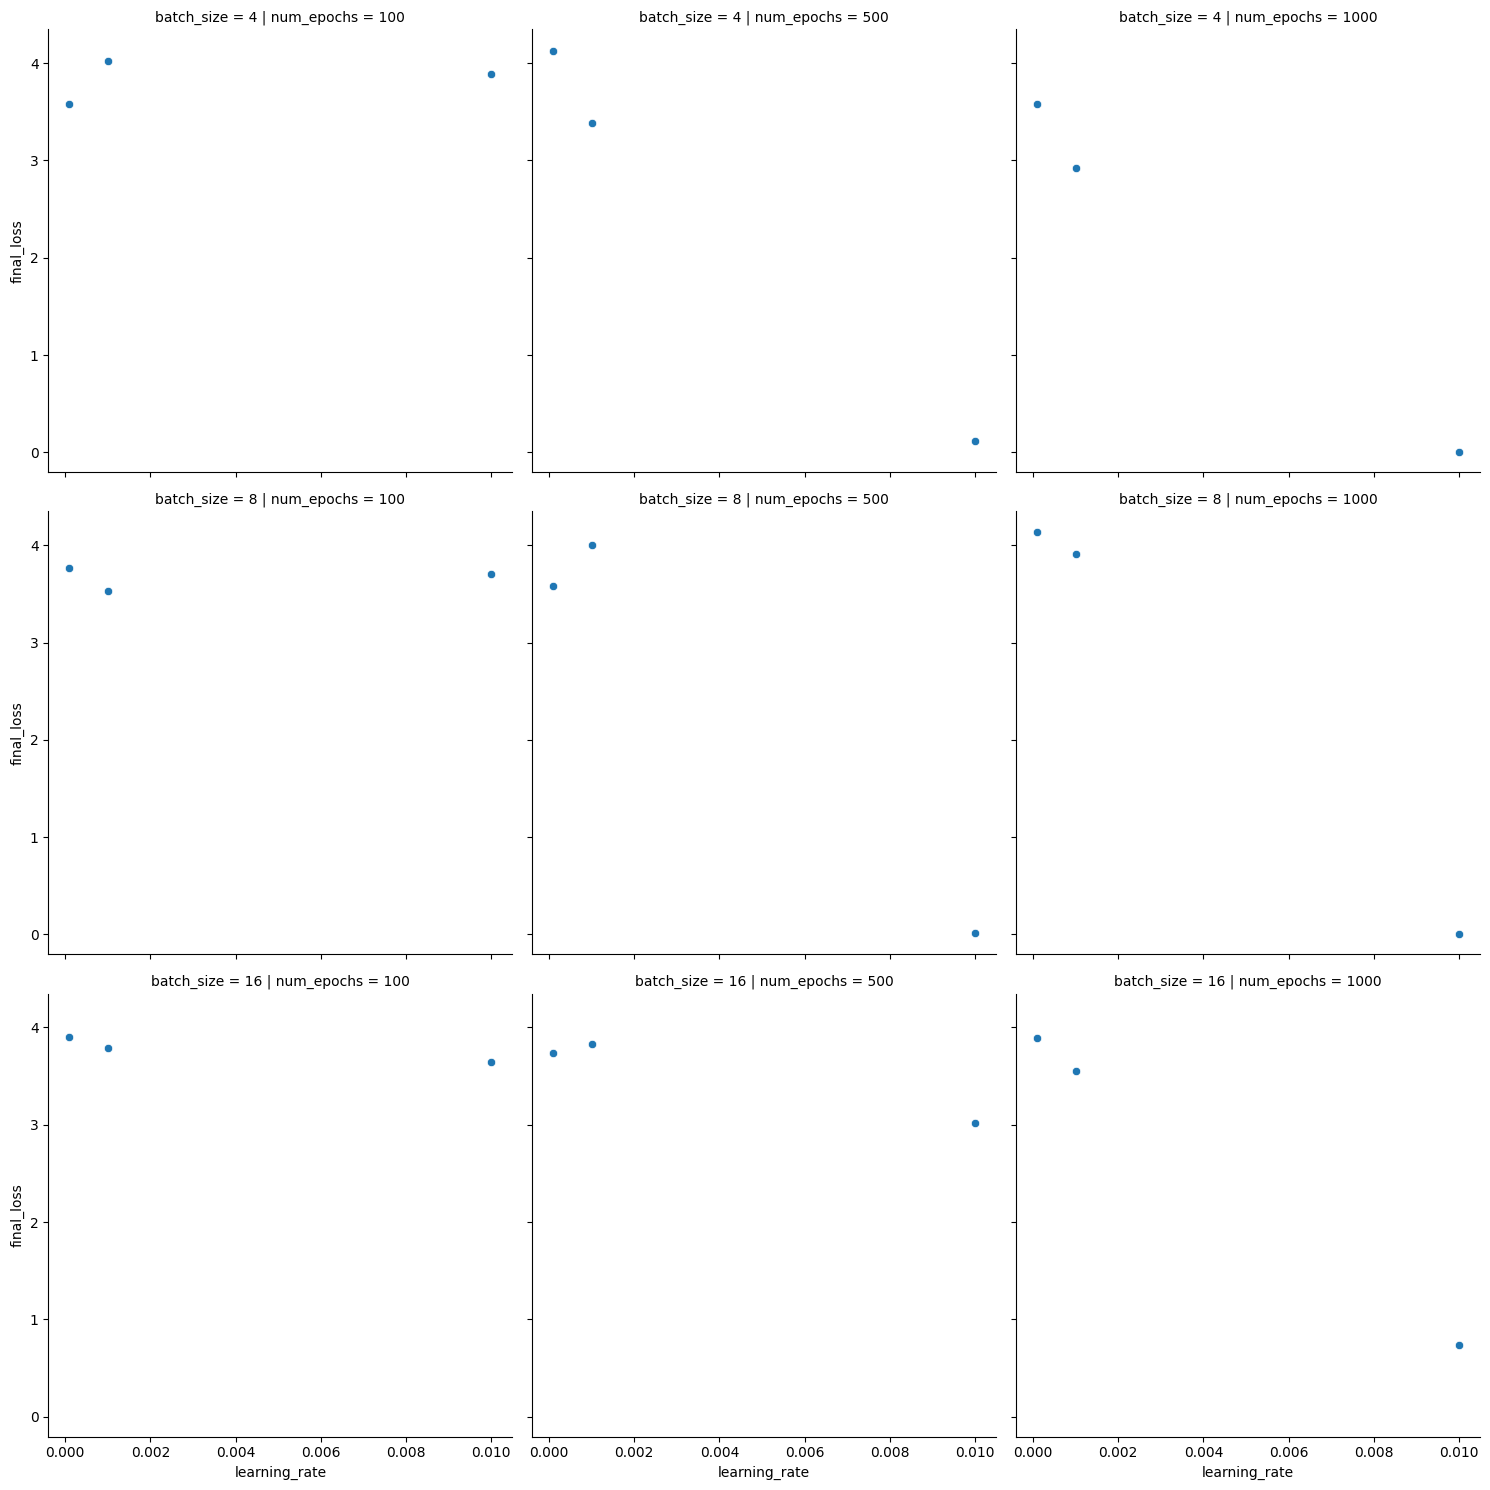 batch_size = 4 | num_epochs = 100
batch_size = 4 | num_epochs = 500
batch_size = 4 | num_epochs = 1000
4
3
2
1
0
final_loss
batch_size = 8 | num_epochs = 100
batch_size = 8 | num_epochs = 500
batch_size = 8 | num_epochs = 1000
4
3
2
1
0
final_loss
batch_size = 16 | num_epochs = 100
batch_size = 16 | num_epochs = 500
batch_size = 16 | num_epochs = 1000
4
3
2
1
0
final_loss
0.000 0.002 0.004 0.006 0.008 0.010
learning_rate
0.000 0.002 0.004 0.006 0.008 0.010
learning_rate
0.000 0.002 0.004 0.006 0.008 0.010
learning_rate